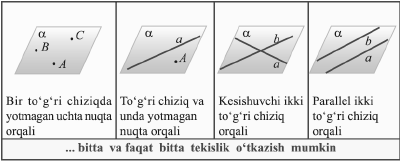 α
B
C
A
α
a
A
α
b
a
α
b
a
Bir to‘g‘ri chiziqda
yotmagan uchta nuqta
orqali
To‘g‘ri chiziq va
unda yotmagan
nuqta orqali
Kesishuvchi ikki
to‘g‘ri chiziq
orqali
Parallel ikki
to‘g‘ri chiziq
orqali
... bitta va faqat bitta tekislik o‘tkazish mumkin